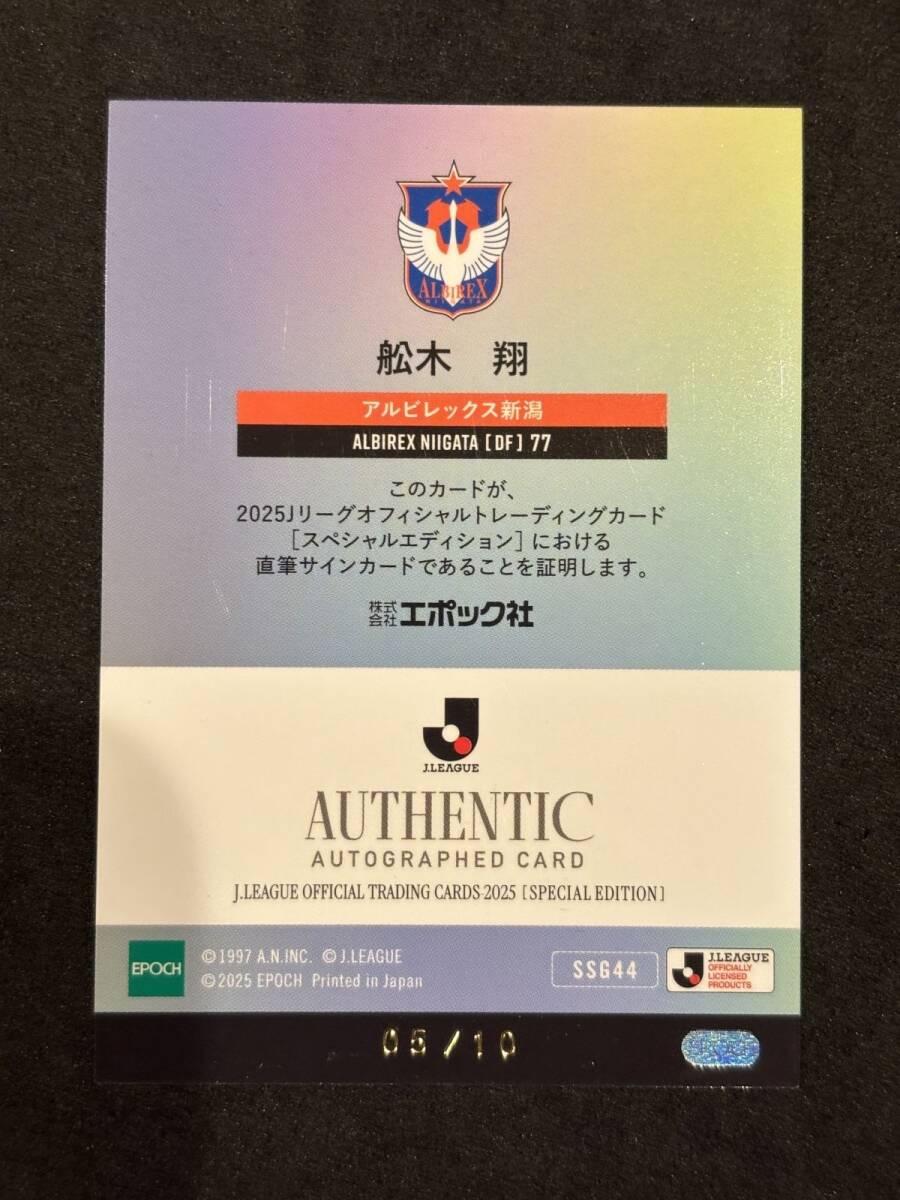 ALBIREX
NIIGATA
舩木　翔
アルビレックス新潟
ALBIREX NIIGATA [DF] 77
このカードが、
2025Jリーグオフィシャルトレーディングカード
[スペシャルエディション]における
直筆サインカードであることを証明します。
株式会社エポック社
J.LEAGUE
AUTHENTIC
AUTOGRAPHED CARD
J.LEAGUE OFFICIAL TRADING CARDS 2025 [SPECIAL EDITION]
EPOCH
©1997 A.N.INC. ©J.LEAGUE
©2025 EPOCH Printed in Japan
SSG44
J.LEAGUE
OFFICIALLY
LICENSED
PRODUCTS
05/10